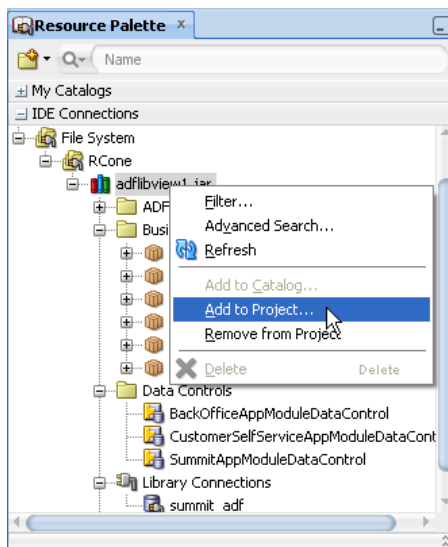 Resource Palette x
Name
My Catalogs
IDE Connections
File System
RCone
adflibview1.jar
ADF
Filter...
Busi
Advanced Search...
Refresh
Add to Catalog...
Add to Project...
Remove from Project
Delete Delete
Data Controls
BackOfficeAppModuleDataControl
CustomerSelfServiceAppModuleDataCont
SummitAppModuleDataControl
Library Connections
summit_adf